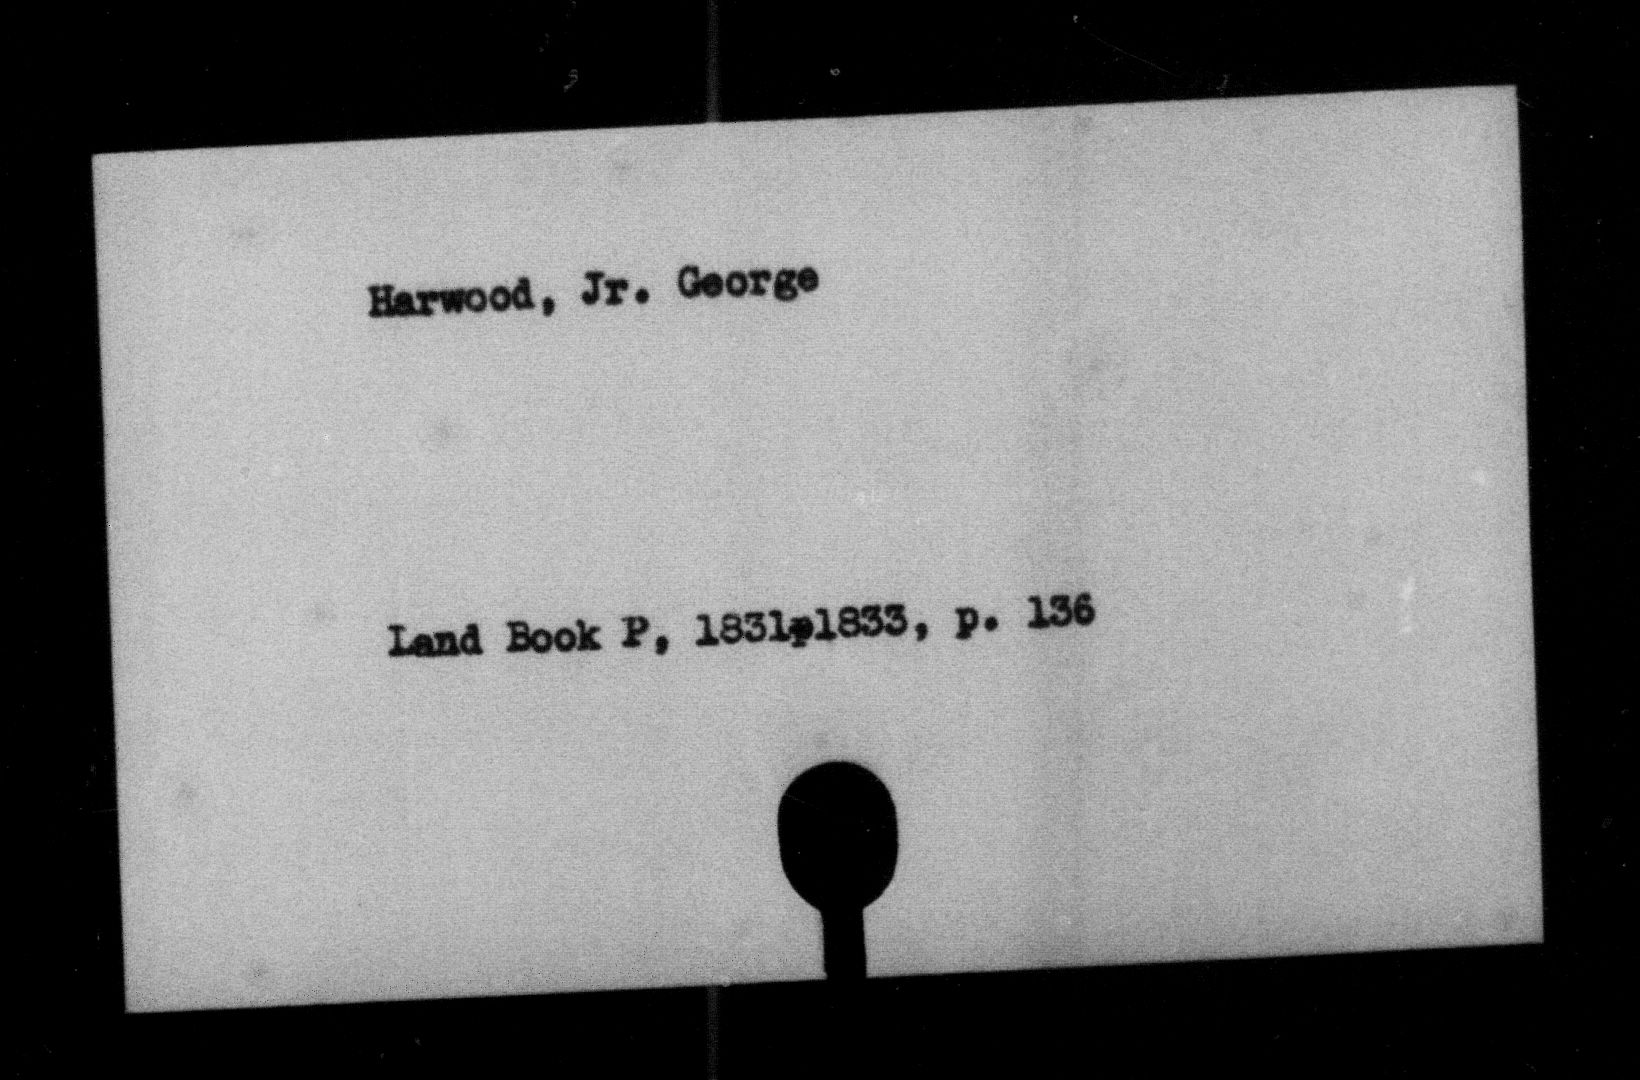 Harwood, Jr. George
Land Book P, 1831-1833, p. 136